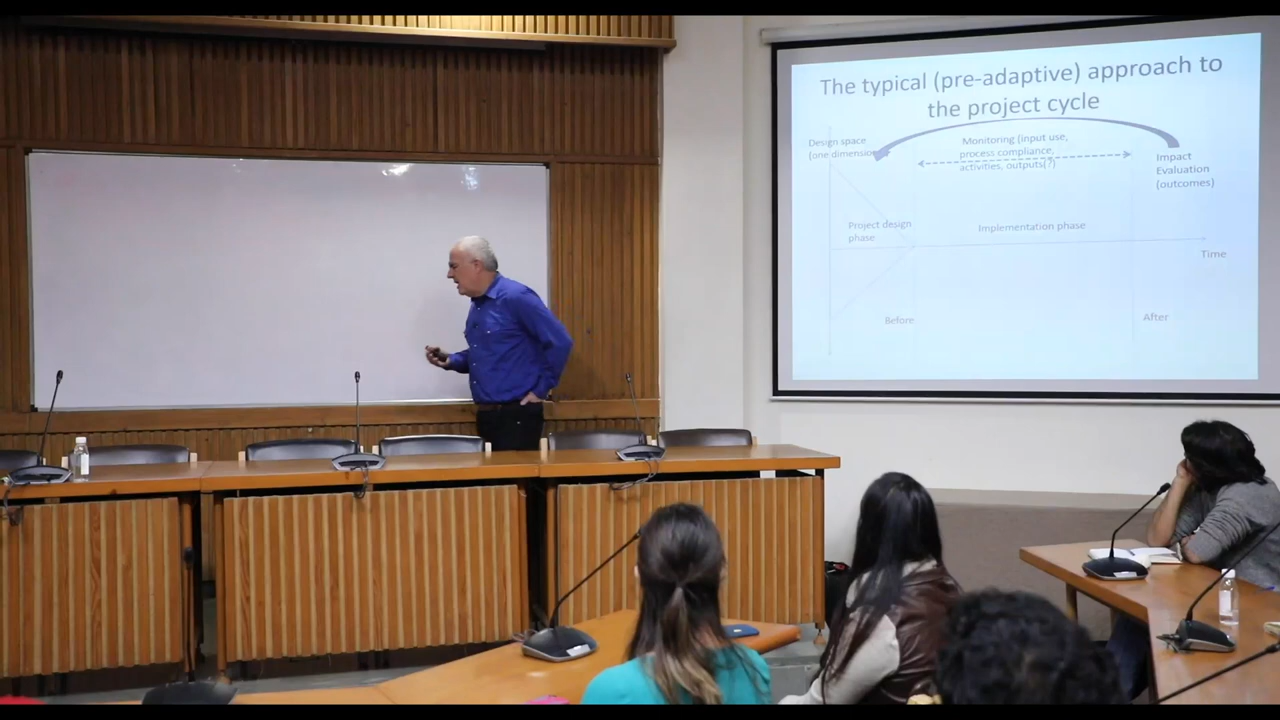 The typical (pre-adaptive) approach to
the project cycle
Design space
(one dimension
Monitoring (input use,
process compliance,
activities, outputs(?)
Impact
Evaluation
(outcomes)
Project design
phase
Implementation phase
Time
Before
After